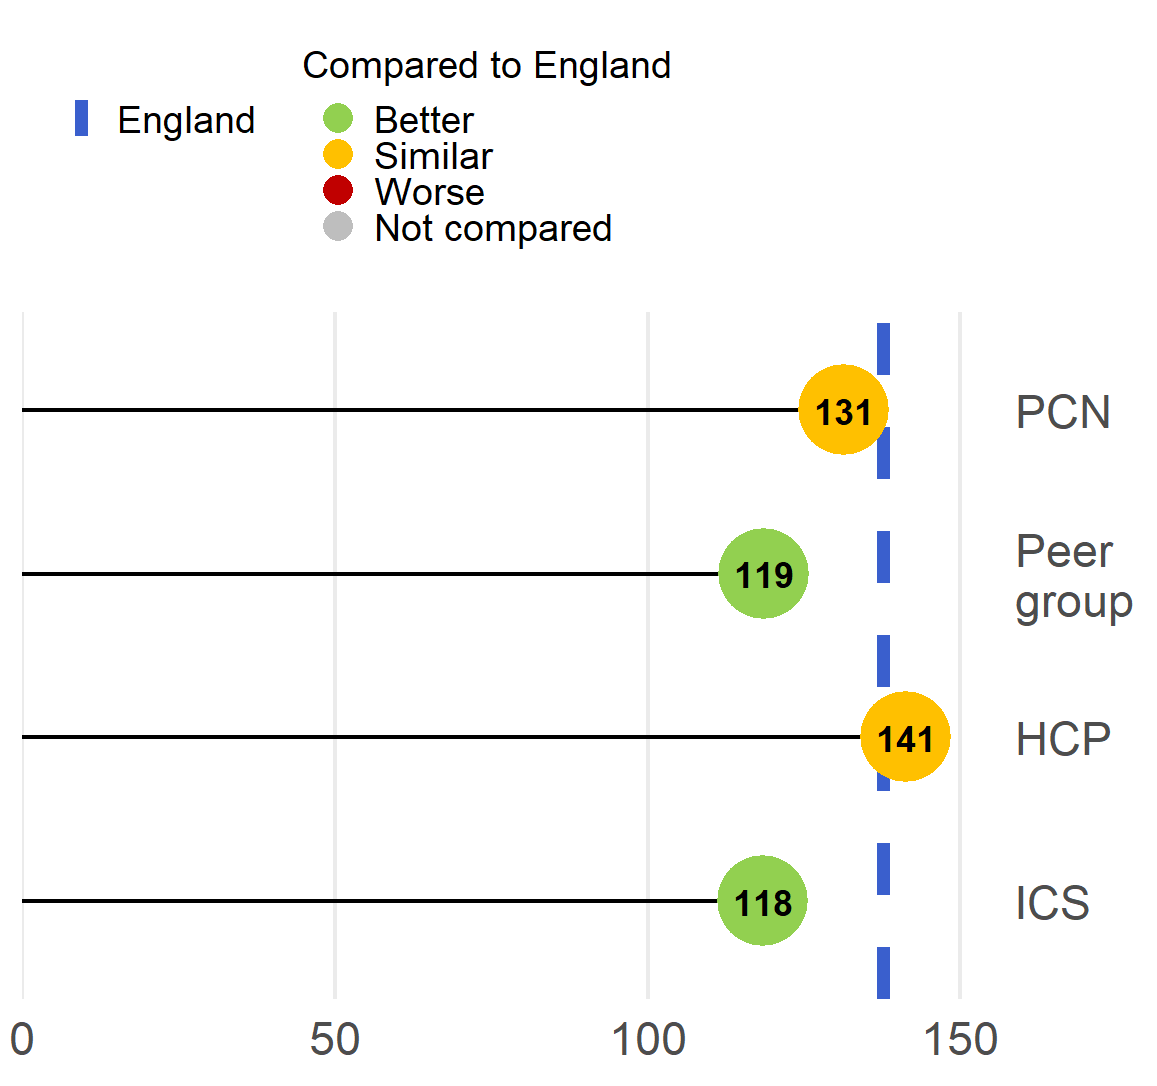 Compared to England
England
Better
Similar
Worse
Not compared
131
PCN
119
Peer
group
141
HCP
118
ICS
0 50 100 150